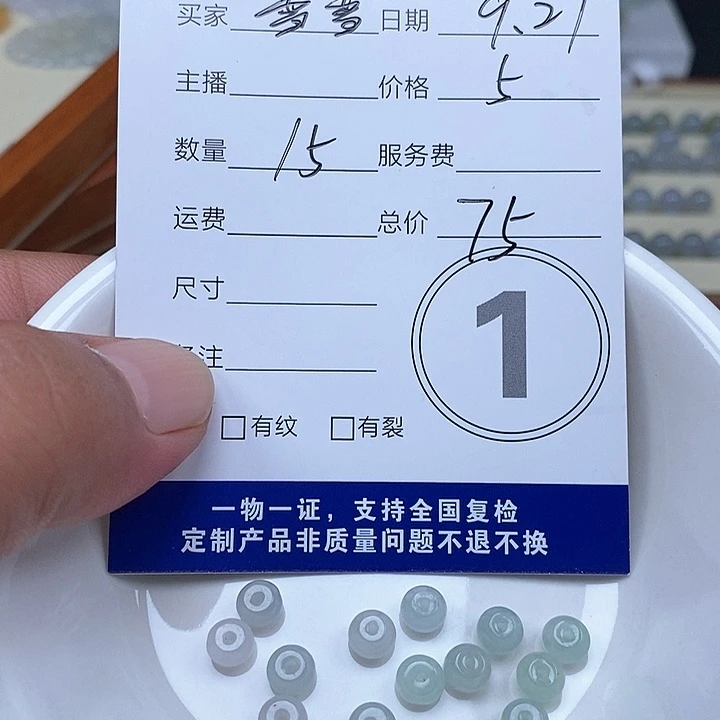 买家 日期 9.21
主播 价格 5
数量 15 服务费
运费 总价 75
尺寸
备注
1
□有纹 □有裂
一物一证，支持全国复检
定制产品非质量问题不退不换